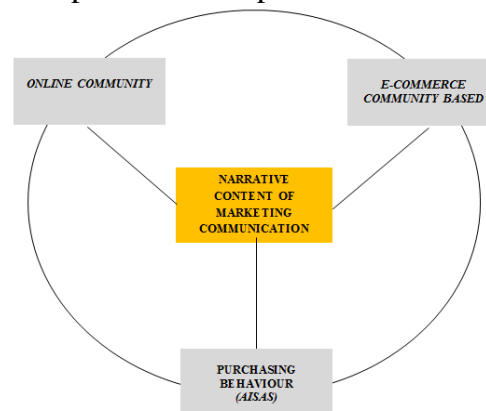 ONLINE COMMUNITY
E-COMMERCE
COMMUNITY BASED
NARRATIVE
CONTENT OF
MARKETING
COMMUNICATION
PURCHASING
BEHAVIOUR
(AISAS)